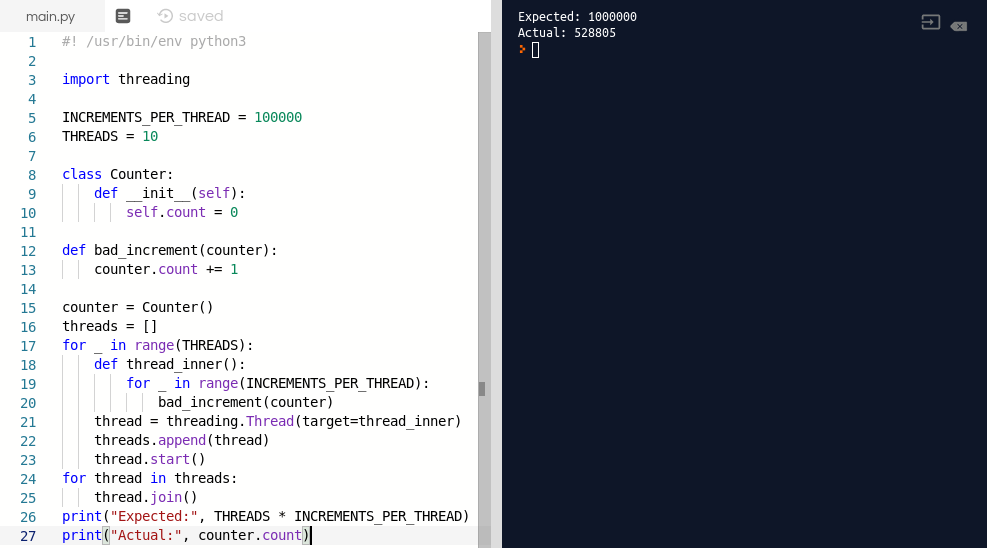 main.py saved
1 #! /usr/bin/env python3
2
3 import threading
4
5 INCREMENTS_PER_THREAD = 100000
6 THREADS = 10
7
8 class Counter:
9     def __init__(self):
10         self.count = 0
11
12 def bad_increment(counter):
13     counter.count += 1
14
15 counter = Counter()
16 threads = []
17 for _ in range(THREADS):
18     def thread_inner():
19         for _ in range(INCREMENTS_PER_THREAD):
20             bad_increment(counter)
21     thread = threading.Thread(target=thread_inner)
22     threads.append(thread)
23     thread.start()
24 for thread in threads:
25     thread.join()
26 print("Expected:", THREADS * INCREMENTS_PER_THREAD)
27 print("Actual:", counter.count)
Expected: 1000000
Actual: 528805